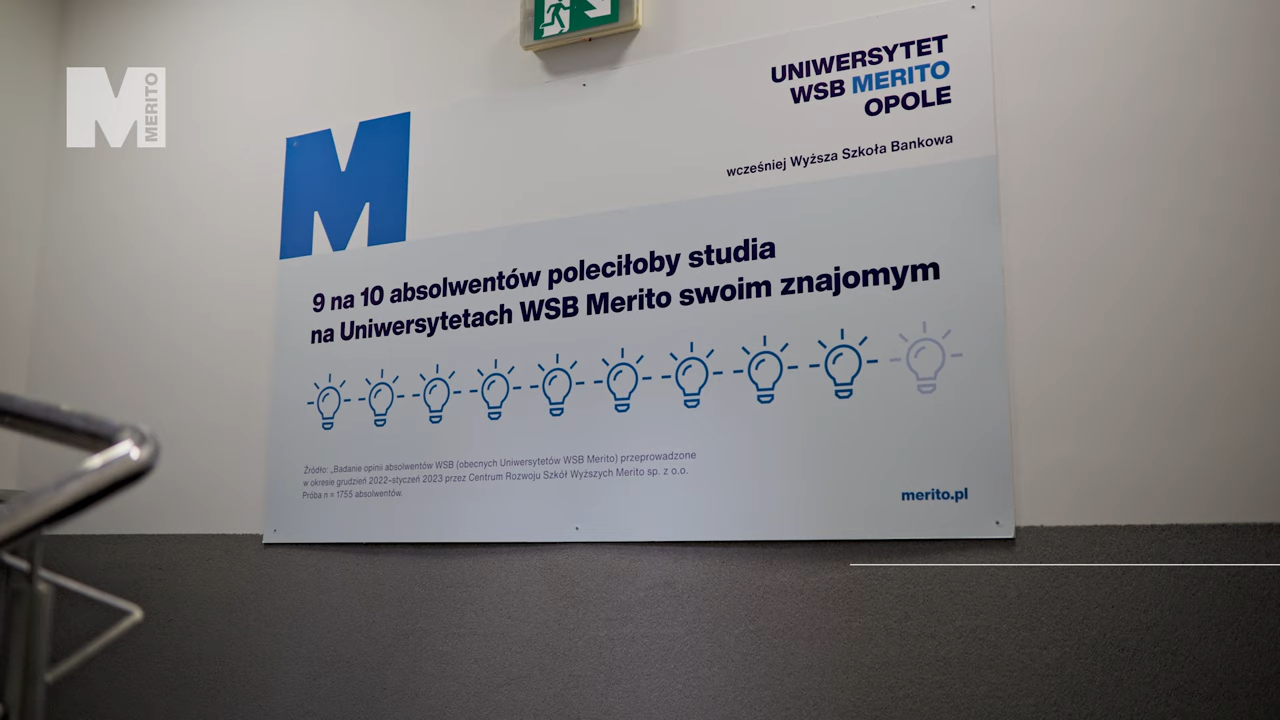 M
MERITO
UNIWERSYTET
WSB MERITO
OPOLE
wcześniej Wyższa Szkoła Bankowa
M
9 na 10 absolwentów poleciłoby studia
na Uniwersytetach WSB Merito swoim znajomym
Źródło: „Badanie opinii absolwentów WSB (obecnych Uniwersytetów WSB Merito) przeprowadzone
w okresie grudzień 2022-styczeń 2023 przez Centrum Rozwoju Szkół Wyższych Merito sp. z o.o.
Próba n = 1755 absolwentów.
merito.pl